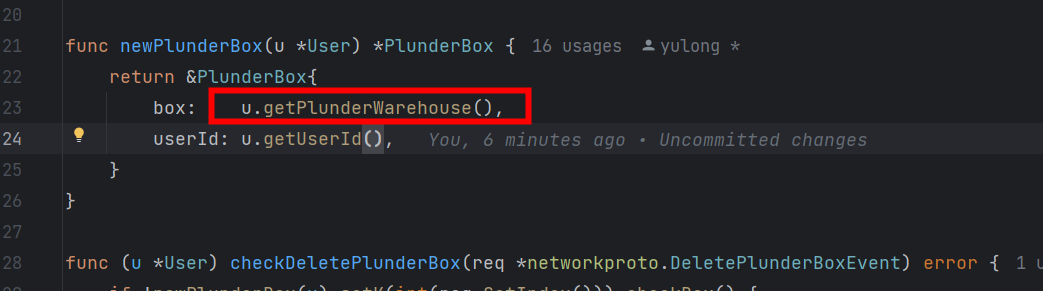 20
21 func newPlunderBox(u *User) *PlunderBox { 16 usages yulong *
22 return &PlunderBox{
23 box: u.getPlunderWarehouse(),
24 userId: u.getUserId(), You, 6 minutes ago • Uncommitted changes
25 }
26 }
27
28 func (u *User) checkDeletePlunderBox(req *networkproto.DeletePlunderBoxEvent) error { 1 u